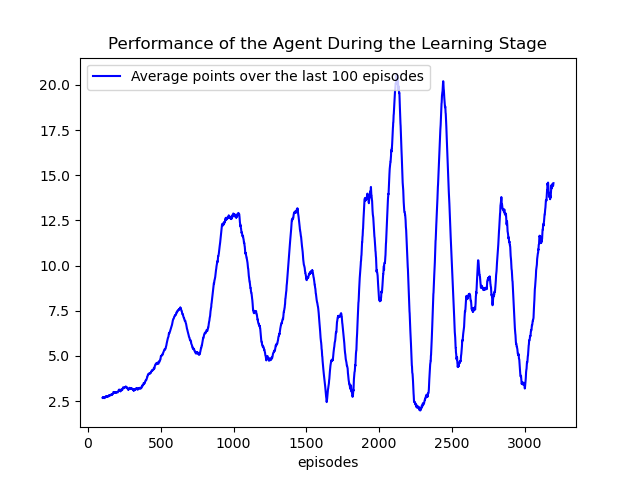 Performance of the Agent During the Learning Stage
Average points over the last 100 episodes
20.0
17.5
15.0
12.5
10.0
7.5
5.0
2.5
0 500 1000 1500 2000 2500 3000
episodes